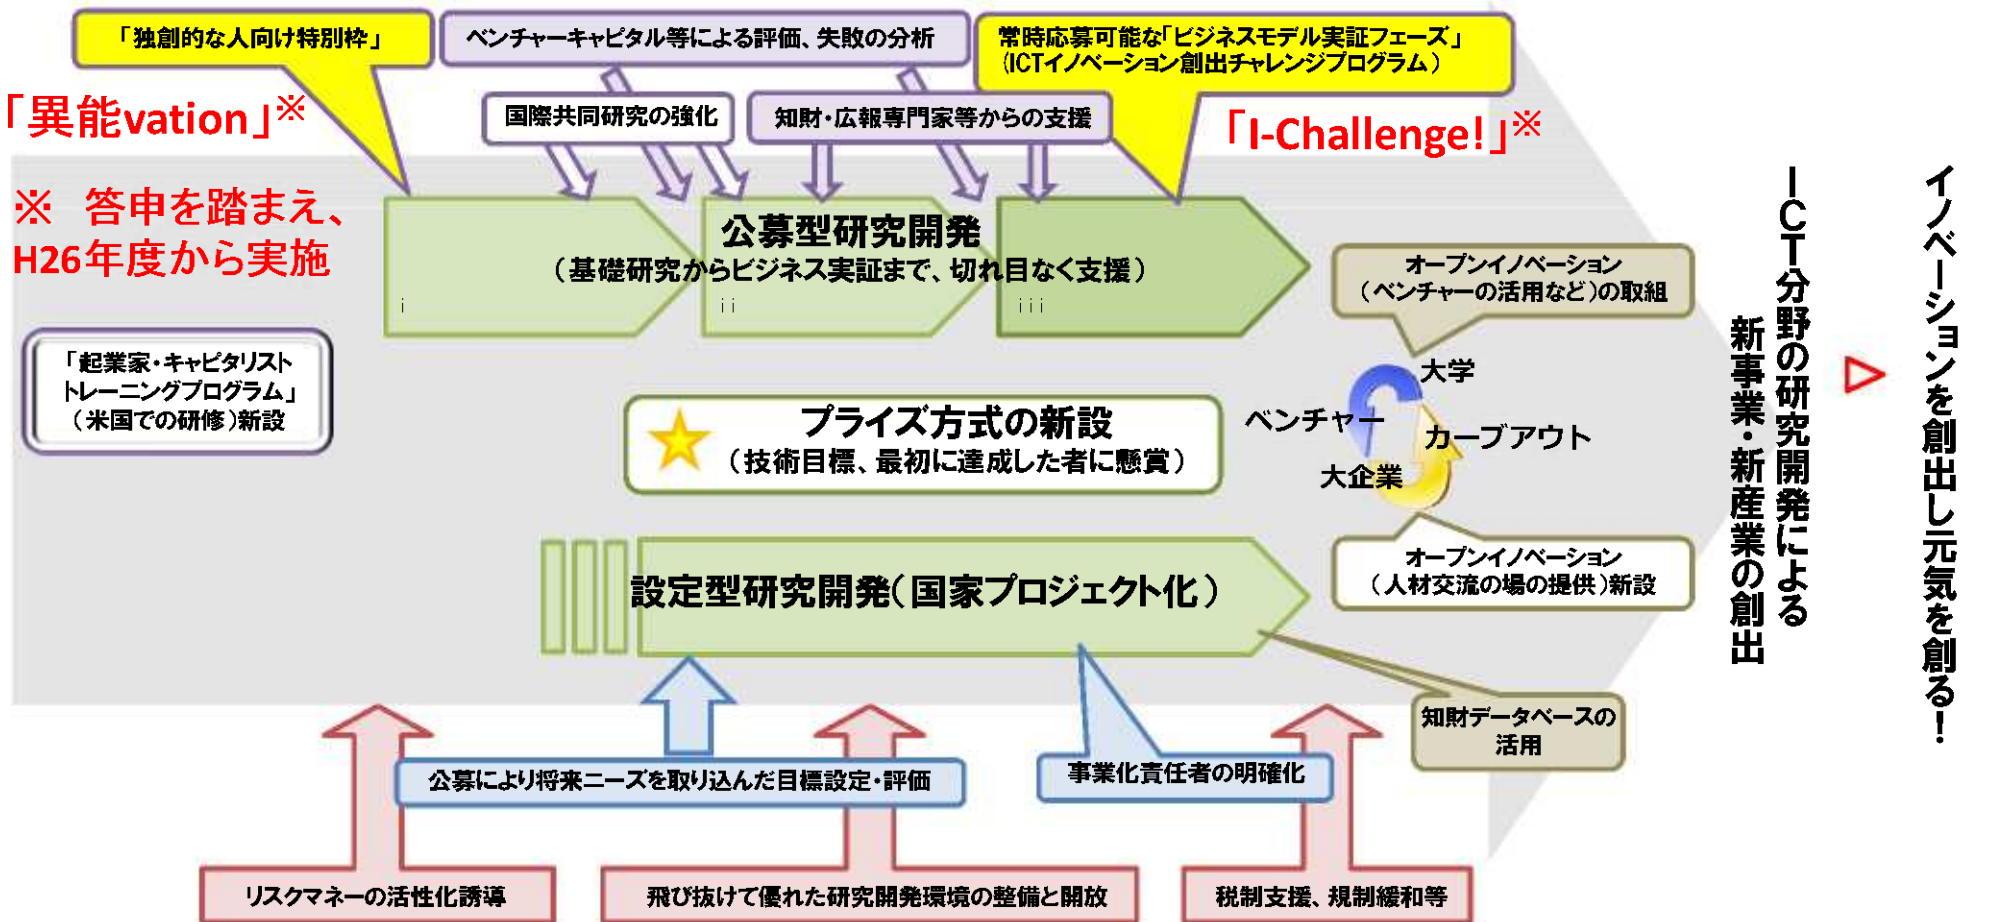 「独創的な人向け特別枠」
ベンチャーキャピタル等による評価、失敗の分析
常時応募可能な「ビジネスモデル実証フェーズ」
（ICTイノベーション創出チャレンジプログラム）
「異能vation」※
国際共同研究の強化
知財・広報専門家等からの支援
「I-Challenge!」※
※　答申を踏まえ、
H26年度から実施
公募型研究開発
（基礎研究からビジネス実証まで、切れ目なく支援）
i
ii
iii
「起業家・キャピタリスト
トレーニングプログラム」
（米国での研修）新設
プライズ方式の新設
（技術目標、最初に達成した者に懸賞）
オープンイノベーション
（ベンチャーの活用など）の取組
大学
ベンチャー
カーブアウト
大企業
オープンイノベーション
（人材交流の場の提供）新設
設定型研究開発（国家プロジェクト化）
知財データベースの
活用
公募により将来ニーズを取り込んだ目標設定・評価
事業化責任者の明確化
リスクマネーの活性化誘導
飛び抜けて優れた研究開発環境の整備と開放
税制支援、規制緩和等
ICT分野の研究開発による
新事業・新産業の創出
イノベーションを創出し元気を創る！